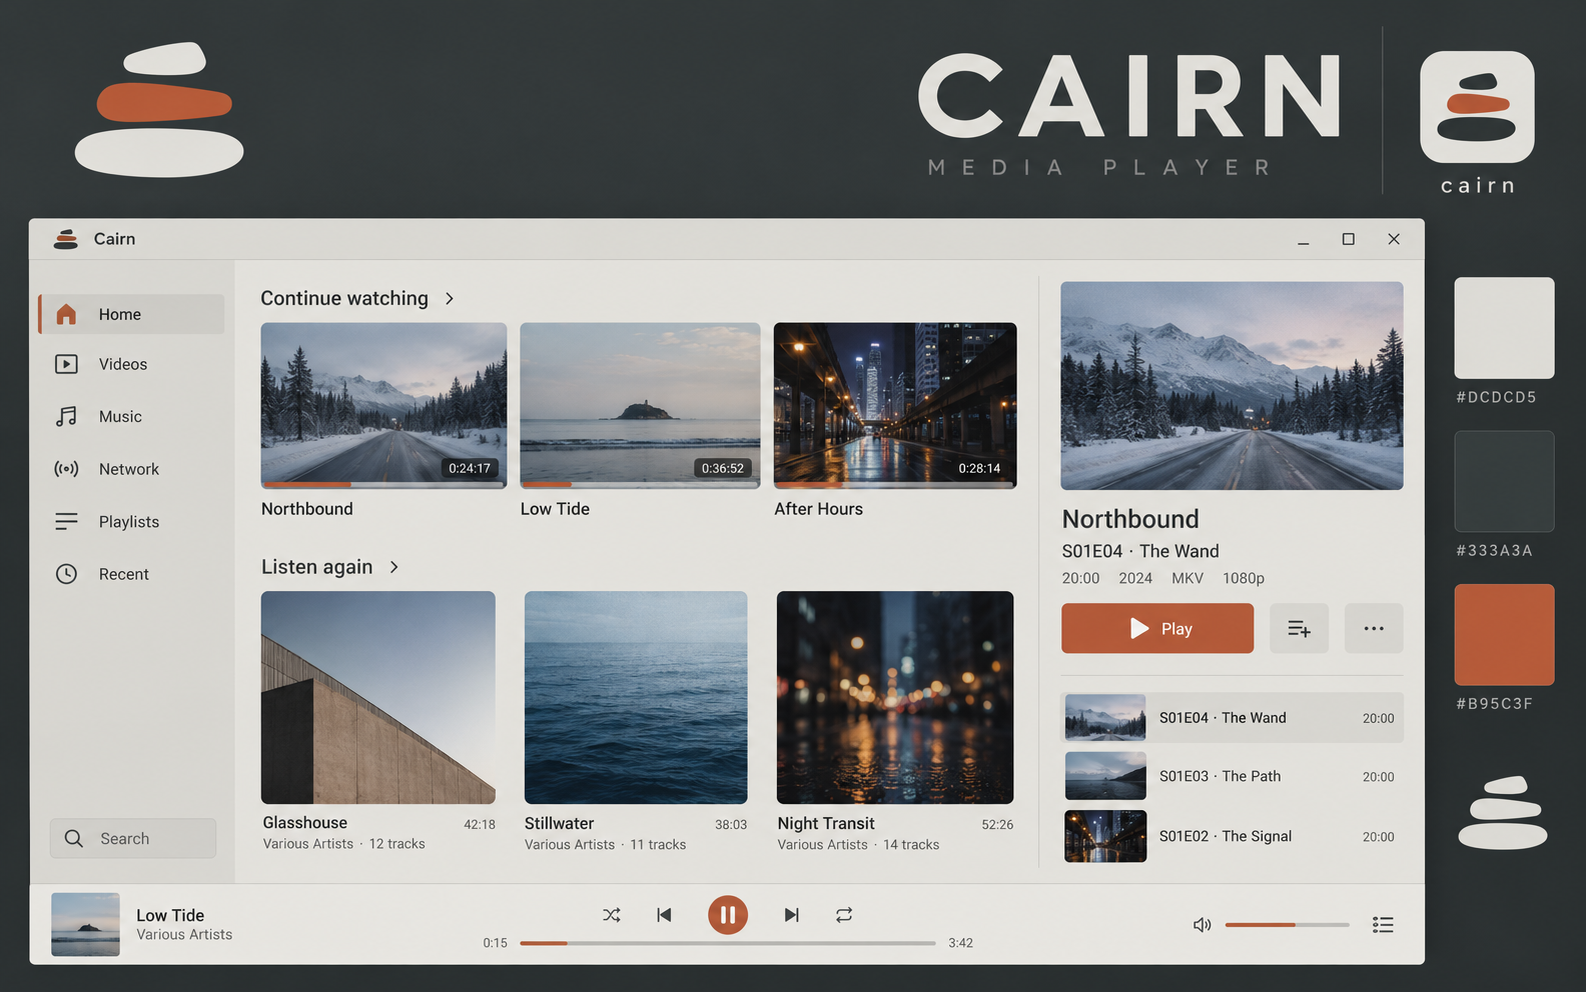 CAIRN
MEDIA PLAYER
cairn
Cairn
Home
Videos
Music
Network
Playlists
Recent
Search
Continue watching
0:24:17
0:36:52
0:28:14
Northbound
Low Tide
After Hours
Listen again
Glasshouse 42:18
Various Artists · 12 tracks
Stillwater 38:03
Various Artists · 11 tracks
Night Transit 52:26
Various Artists · 14 tracks
Northbound
S01E04 · The Wand
20:00 2024 MKV 1080p
Play
S01E04 · The Wand 20:00
S01E03 · The Path 20:00
S01E02 · The Signal 20:00
Low Tide
Various Artists
0:15 3:42
#DCDCD5
#333A3A
#B95C3F